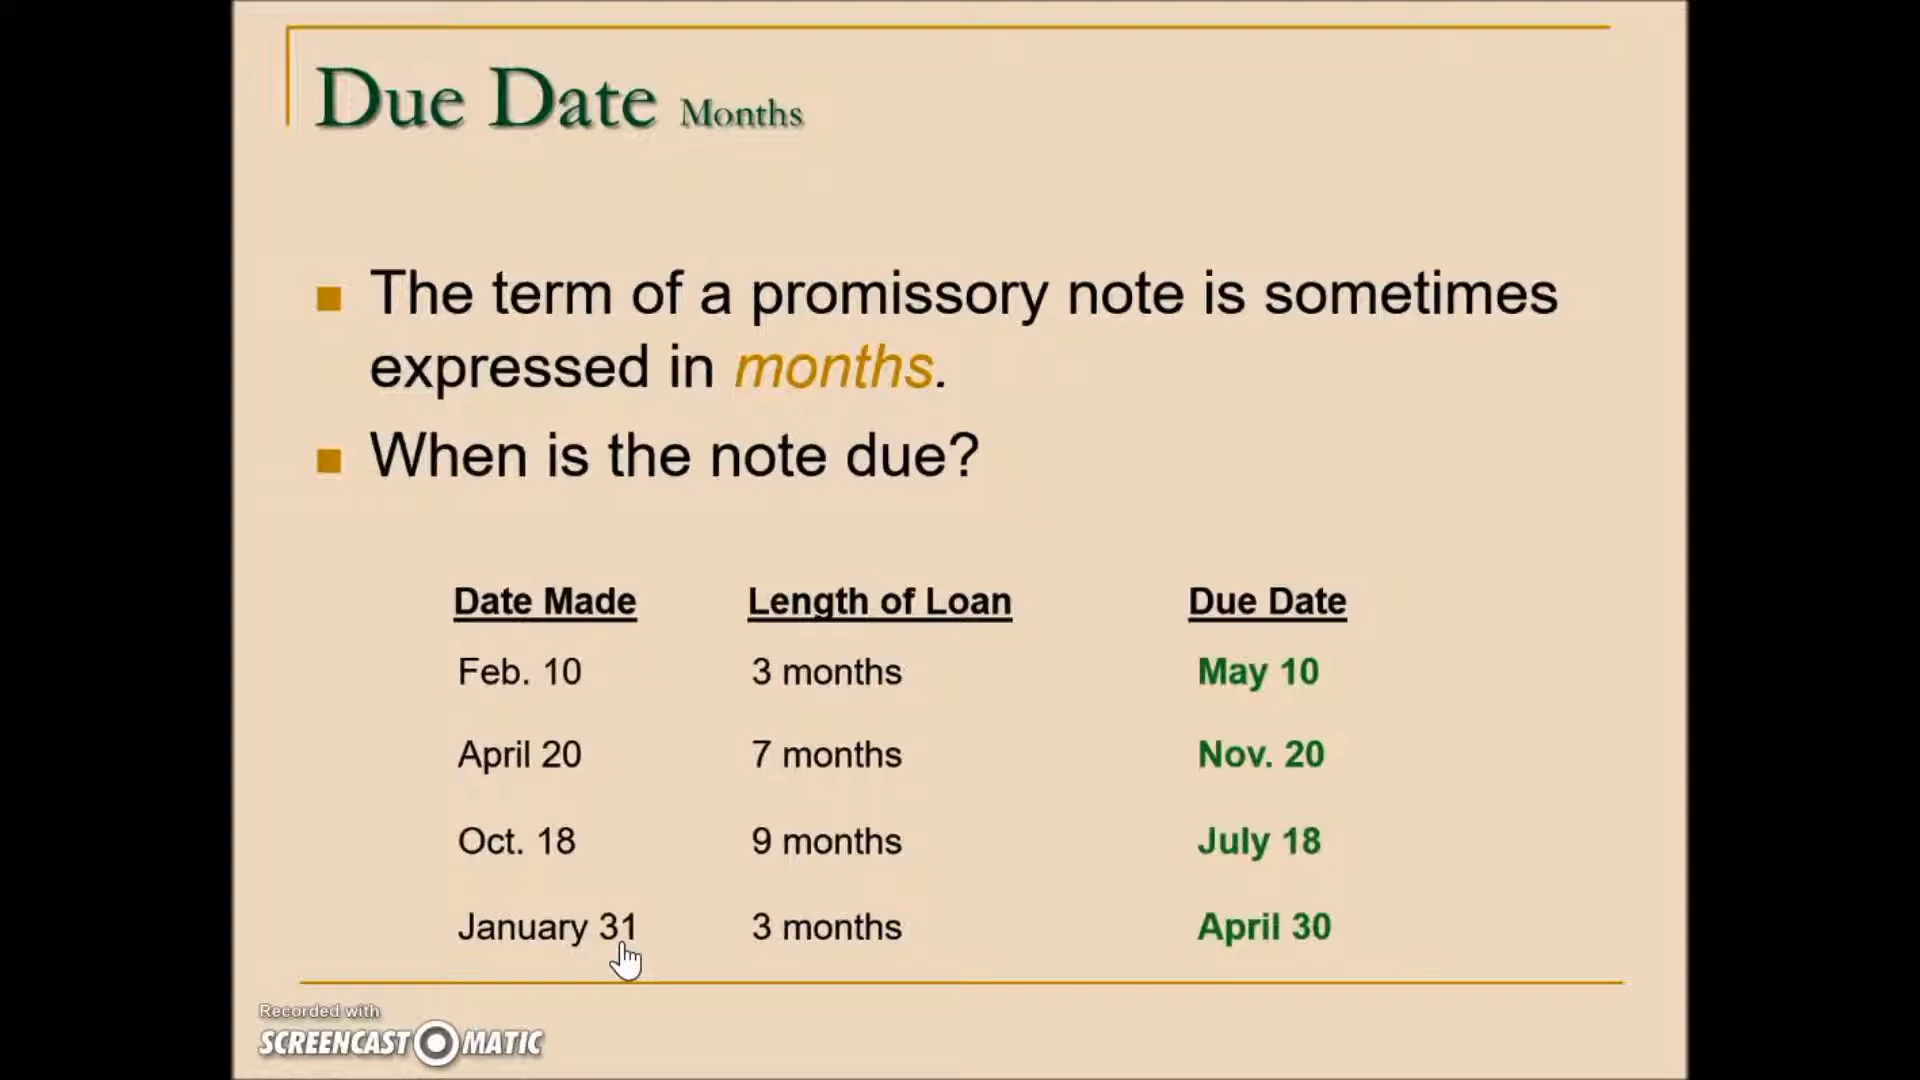 Due Date Months
The term of a promissory note is sometimes
expressed in months.
When is the note due?
Date Made Length of Loan Due Date
Feb. 10 3 months May 10
April 20 7 months Nov. 20
Oct. 18 9 months July 18
January 31 3 months April 30
Recorded with
SCREENCAST MATIC